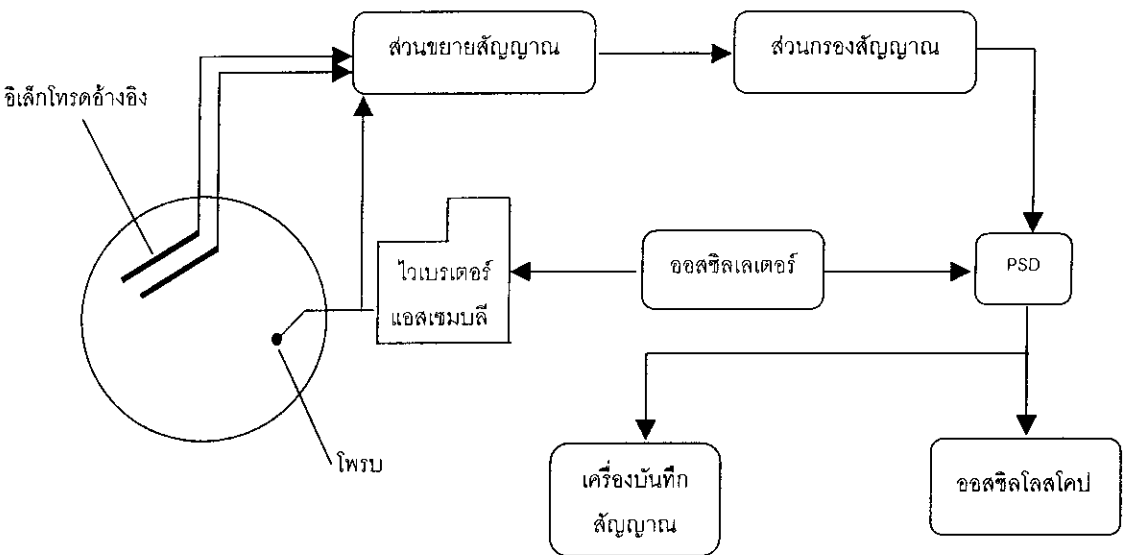 ส่วนขยายสัญญาณ
ส่วนกรองสัญญาณ
อิเล็กโทรดอ้างอิง
ไวเบรเตอร์
แอสเซมบลี
ออสซิลเลเตอร์
PSD
โพรบ
เครื่องบันทึก
สัญญาณ
ออสซิลโลสโคป